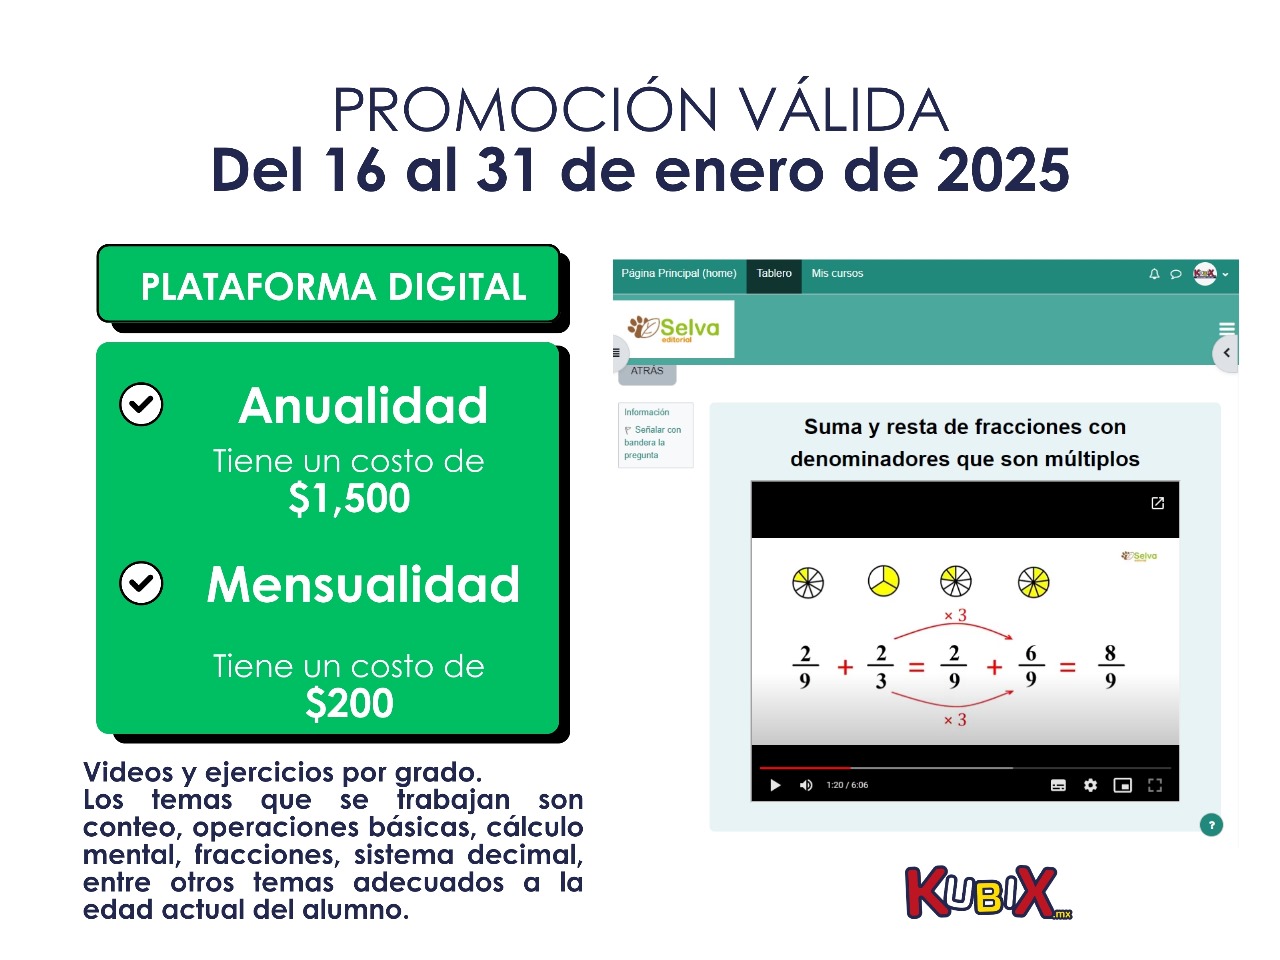 PROMOCIÓN VÁLIDA
Del 16 al 31 de enero de 2025
PLATAFORMA DIGITAL
Anualidad
Tiene un costo de
$1,500
Mensualidad
Tiene un costo de
$200
Videos y ejercicios por grado.
Los temas que se trabajan son
conteo, operaciones básicas, cálculo
mental, fracciones, sistema decimal,
entre otros temas adecuados a la
edad actual del alumno.
Página Principal (home) Tablero Mis cursos KUBIX
Selva
editorial
ATRÁS
Información
Señalar con
bandera la
pregunta
Suma y resta de fracciones con
denominadores que son múltiplos
Selva
× 3
2/9 + 2/3 = 2/9 + 6/9 = 8/9
× 3
1:20 / 6:06
?
KUBIX.mx